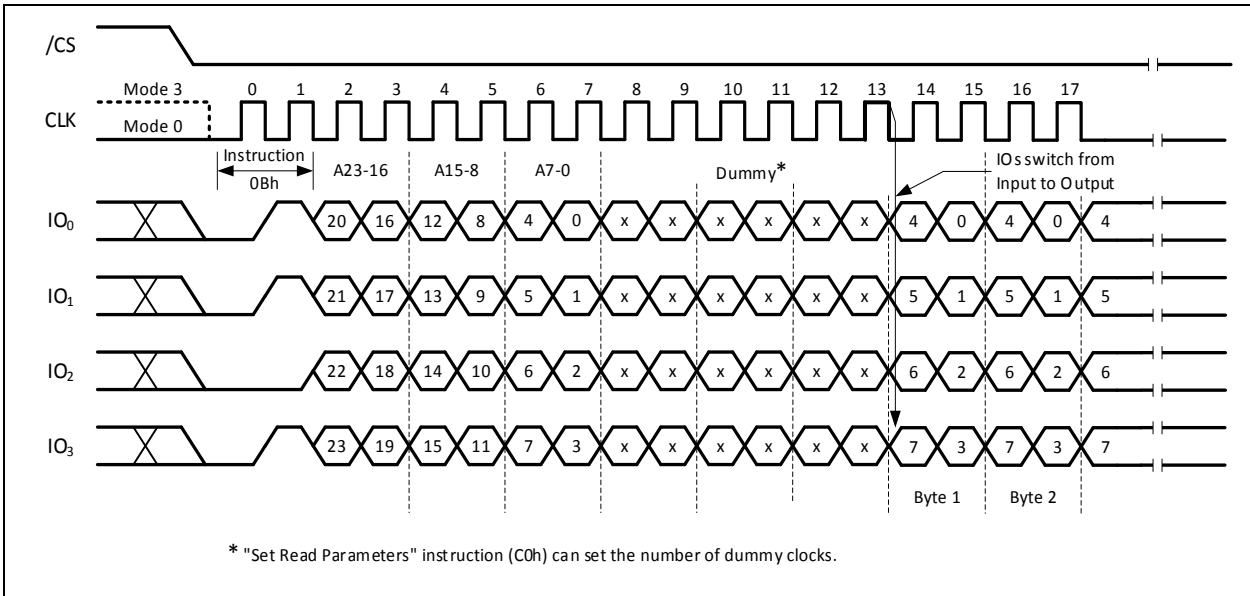 /CS
Mode 3 0 1 2 3 4 5 6 7 8 9 10 11 12 13 14 15 16 17
CLK
Mode 0
Instruction
0Bh
A23-16 A15-8 A7-0 Dummy*
IOs switch from
Input to Output
IO0 20 16 12 8 4 0 x x x x x x 4 0 4 0 4
IO1 21 17 13 9 5 1 x x x x x x 5 1 5 1 5
IO2 22 18 14 10 6 2 x x x x x x 6 2 6 2 6
IO3 23 19 15 11 7 3 x x x x x x 7 3 7 3 7
Byte 1 Byte 2
* "Set Read Parameters" instruction (C0h) can set the number of dummy clocks.